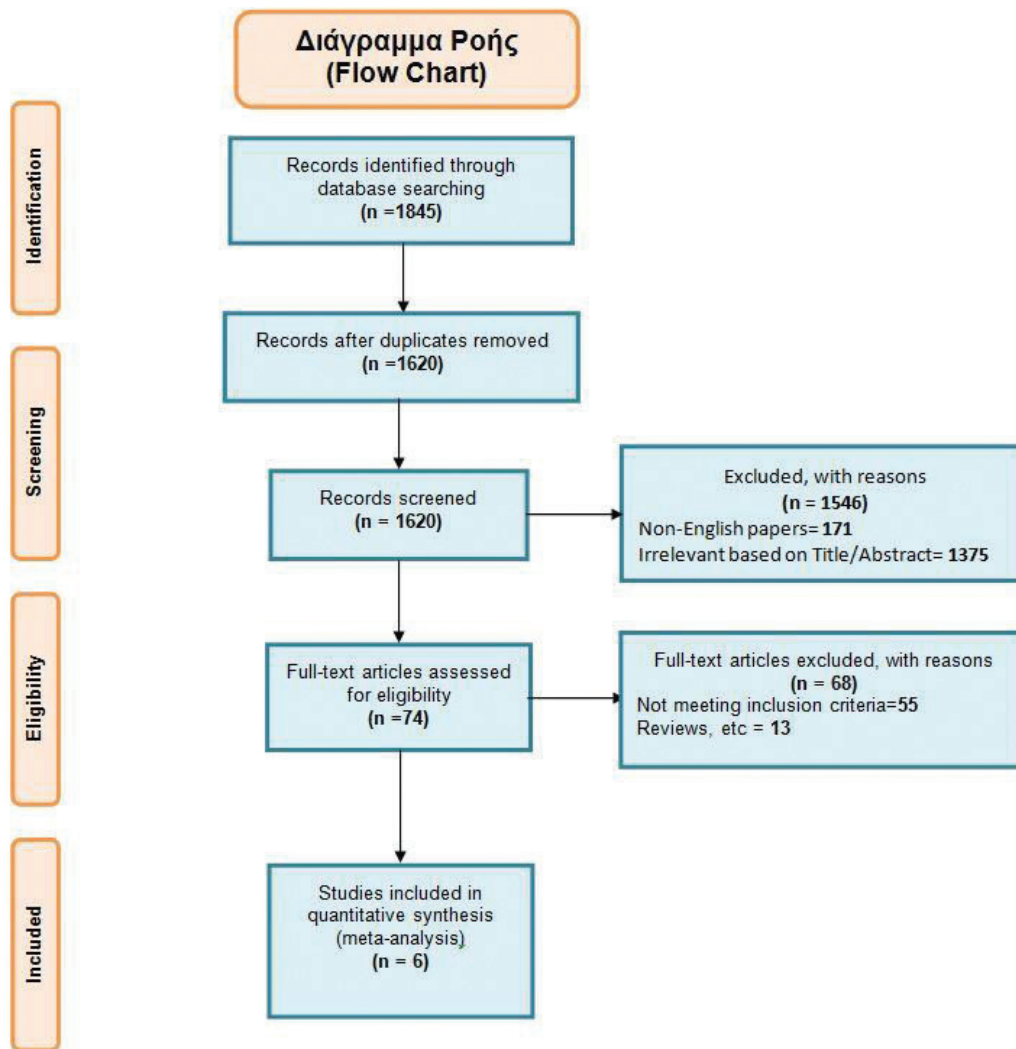 Διάγραμμα Ροής
(Flow Chart)
Identification
Records identified through
database searching
(n =1845)
Records after duplicates removed
(n =1620)
Screening
Records screened
(n = 1620)
Excluded, with reasons
(n = 1546)
Non-English papers= 171
Irrelevant based on Title/Abstract= 1375
Eligibility
Full-text articles assessed
for eligibility
(n =74)
Full-text articles excluded, with reasons
(n = 68)
Not meeting inclusion criteria=55
Reviews, etc = 13
Included
Studies included in
quantitative synthesis
(meta-analysis)
(n = 6)